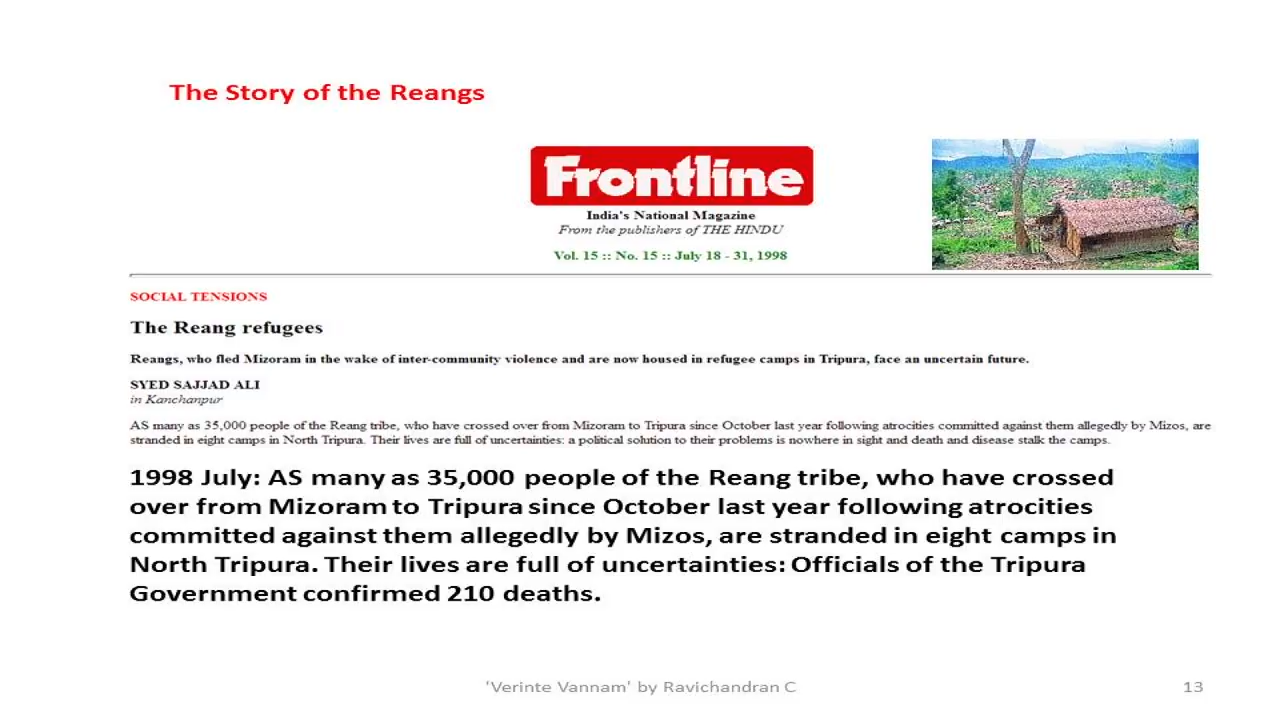 The Story of the Reangs
Frontline
India's National Magazine
From the publishers of THE HINDU
Vol. 15 :: No. 15 :: July 18 - 31, 1998
SOCIAL TENSIONS
The Reang refugees
Reangs, who fled Mizoram in the wake of inter-community violence and are now housed in refugee camps in Tripura, face an uncertain future.
SYED SAJJAD ALI
in Kanchanpur
AS many as 35,000 people of the Reang tribe, who have crossed over from Mizoram to Tripura since October last year following atrocities committed against them allegedly by Mizos, are
stranded in eight camps in North Tripura. Their lives are full of uncertainties: a political solution to their problems is nowhere in sight and death and disease stalk the camps.
1998 July: AS many as 35,000 people of the Reang tribe, who have crossed
over from Mizoram to Tripura since October last year following atrocities
committed against them allegedly by Mizos, are stranded in eight camps in
North Tripura. Their lives are full of uncertainties: Officials of the Tripura
Government confirmed 210 deaths.
'Verinte Vannam' by Ravichandran C
13